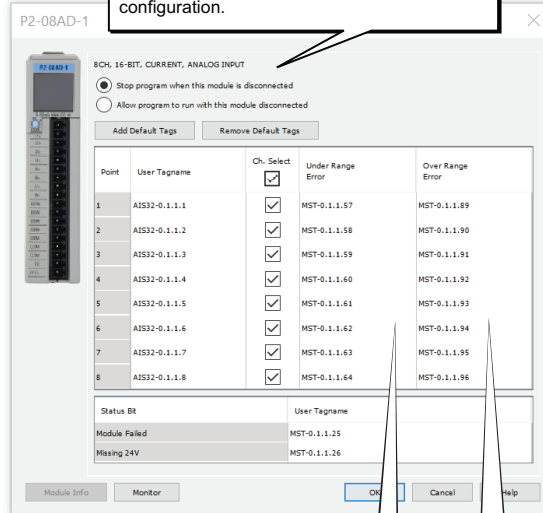 configuration.
P2-08AD-1
P2-08AD-1
8CH, 16-BIT, CURRENT, ANALOG INPUT
Stop program when this module is disconnected
Allow program to run with this module disconnected
Add Default Tags Remove Default Tags
Point User Tagname Ch. Select Under Range Error Over Range Error
1 AIS32-0.1.1.1 MST-0.1.1.57 MST-0.1.1.89
2 AIS32-0.1.1.2 MST-0.1.1.58 MST-0.1.1.90
3 AIS32-0.1.1.3 MST-0.1.1.59 MST-0.1.1.91
4 AIS32-0.1.1.4 MST-0.1.1.60 MST-0.1.1.92
5 AIS32-0.1.1.5 MST-0.1.1.61 MST-0.1.1.93
6 AIS32-0.1.1.6 MST-0.1.1.62 MST-0.1.1.94
7 AIS32-0.1.1.7 MST-0.1.1.63 MST-0.1.1.95
8 AIS32-0.1.1.8 MST-0.1.1.64 MST-0.1.1.96
Status Bit User Tagname
Module Failed MST-0.1.1.25
Missing 24V MST-0.1.1.26
Module Info Monitor OK Cancel Help